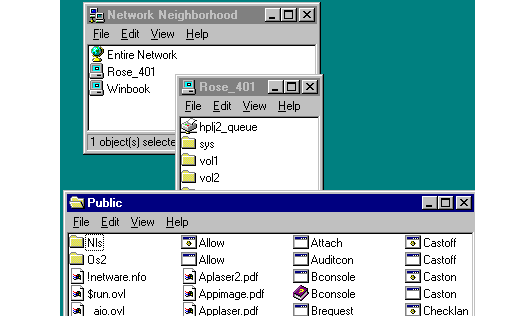 Network Neighborhood
File Edit View Help
Entire Network
Rose_401
Winbook
1 object(s) selecte
Rose_401
File Edit View Help
hplj2_queue
sys
vol1
vol2
Public
File Edit View Help
Nls Allow Attach Castoff
Os2 Allow Auditcon Castoff
!netware.nfo Aplaser2.pdf Bconsole Caston
$run.ovl Appimage.pdf Bconsole Caston
_aio.ovl Applaser.pdf Brequest Checklan